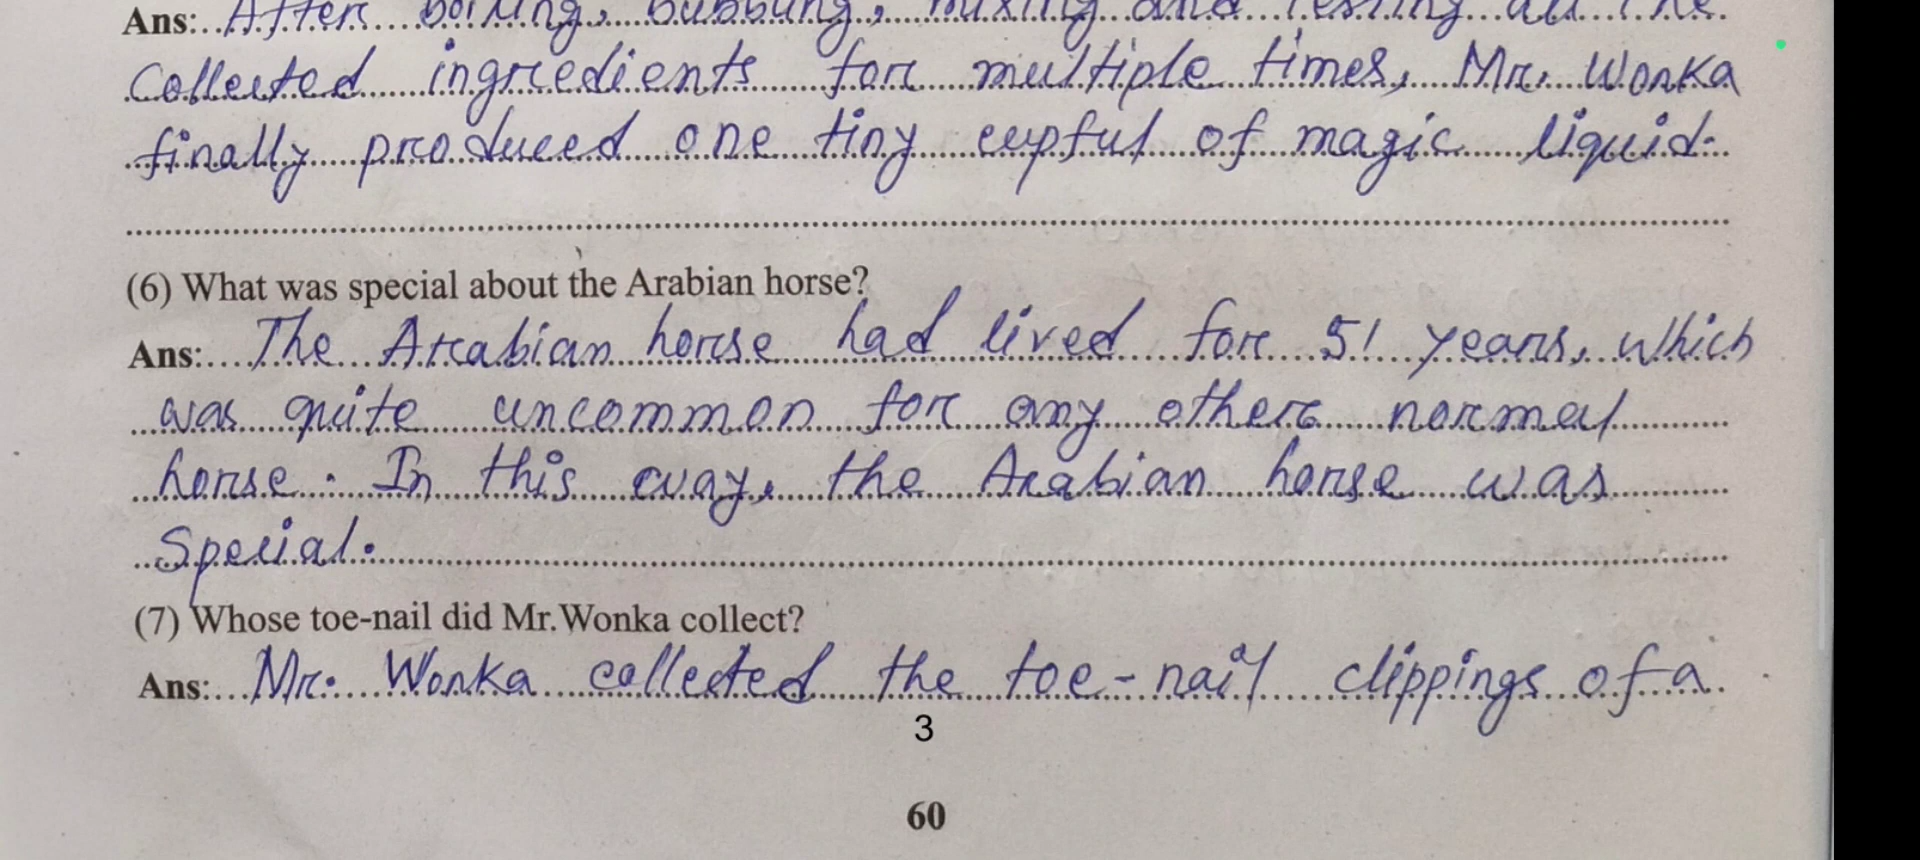 Ans: After boiling, bubbling, mixing and testing all the
collected ingredients for multiple times, Mr. Wonka
finally produced one tiny cupful of magic liquid.
(6) What was special about the Arabian horse?
Ans: The Arabian horse had lived for 51 years, which
was quite uncommon for any other normal
horse. In this way, the Arabian horse was
special.
(7) Whose toe-nail did Mr.Wonka collect?
Ans: Mr. Wonka collected the toe-nail clippings of a
3
60